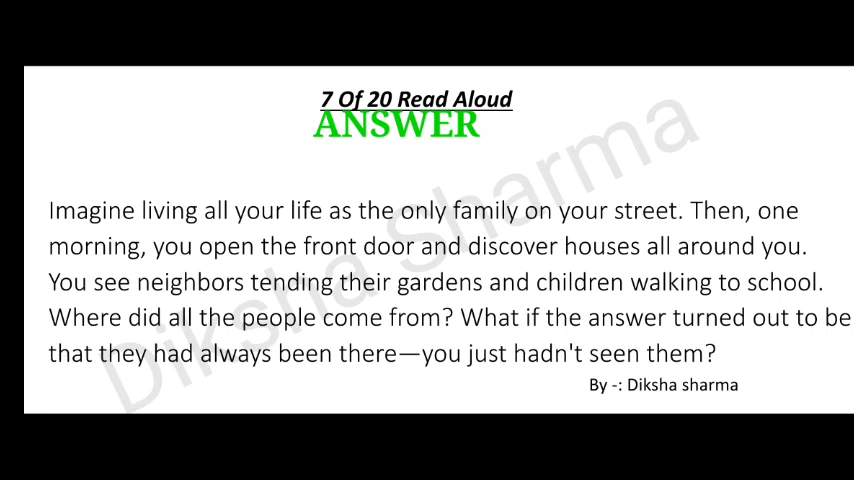 7 Of 20 Read Aloud
ANSWER
Imagine living all your life as the only family on your street. Then, one
morning, you open the front door and discover houses all around you.
You see neighbors tending their gardens and children walking to school.
Where did all the people come from? What if the answer turned out to be
that they had always been there—you just hadn't seen them?
By -: Diksha sharma
Diksha Sharma